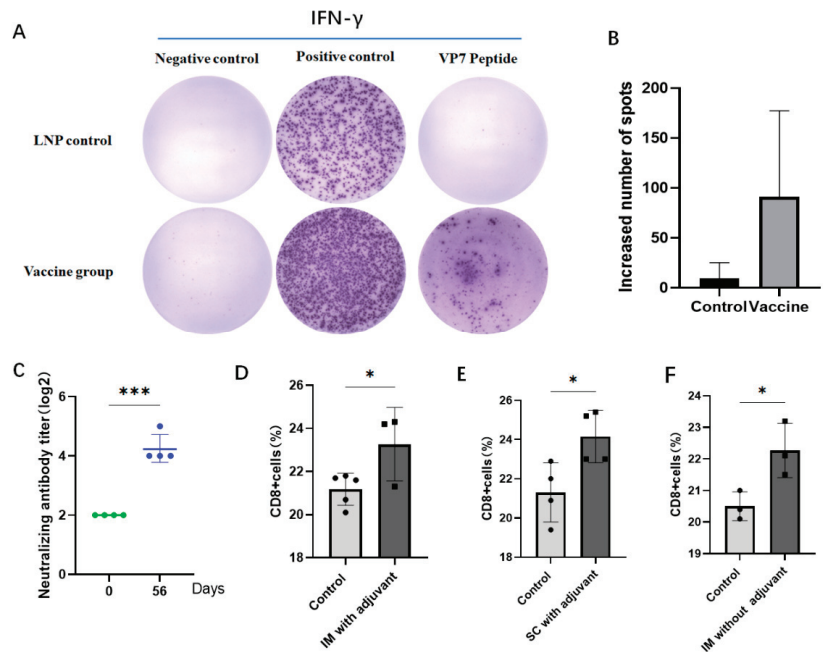 IFN-γ
A
Negative control Positive control VP7 Peptide
LNP control
Vaccine group
B
Increased number of spots
200
150
100
50
0
Control Vaccine
C
Neutralizing antibody titer(log2)
6
4
2
0
***
0 56 Days
D
CD8+cells(%)
26
24
22
20
18
*
Control
IM with adjuvant
E
CD8+cells(%)
26
24
22
20
18
*
Control
SC with adjuvant
F
CD8+cells(%)
24
23
22
21
20
19
*
Control
IM without adjuvant